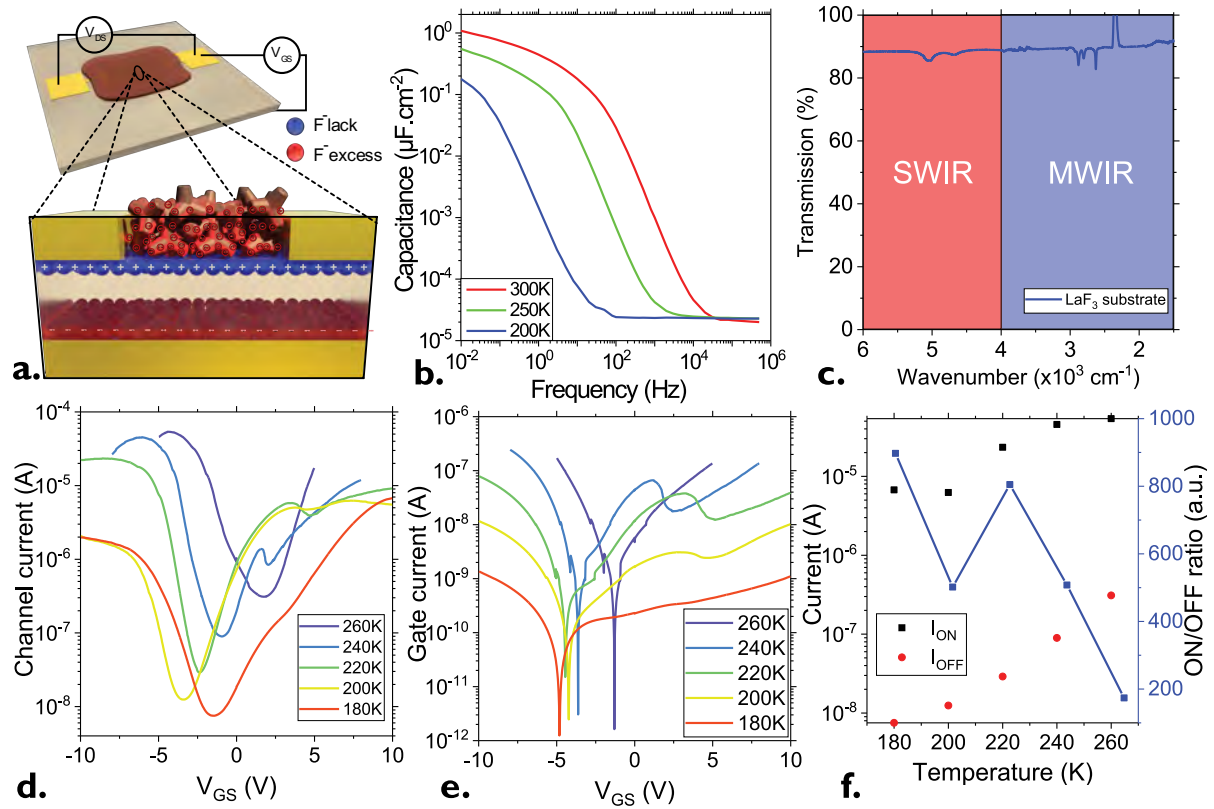 V_DS
V_GS
F⁻ lack
F⁻ excess
a.
Capacitance (µF.cm⁻²)
10⁰
10⁻¹
10⁻²
10⁻³
10⁻⁴
10⁻⁵
300K
250K
200K
10⁻² 10⁰ 10² 10⁴ 10⁶
Frequency (Hz)
b.
Transmission (%)
100
80
60
40
20
0
SWIR
MWIR
LaF₃ substrate
6 5 4 3 2
Wavenumber (x10³ cm⁻¹)
c.
Channel current (A)
10⁻⁴
10⁻⁵
10⁻⁶
10⁻⁷
10⁻⁸
260K
240K
220K
200K
180K
-10 -5 0 5 10
V_GS (V)
d.
Gate current (A)
10⁻⁶
10⁻⁷
10⁻⁸
10⁻⁹
10⁻¹⁰
10⁻¹¹
10⁻¹²
260K
240K
220K
200K
180K
-10 -5 0 5 10
V_GS (V)
e.
Current (A)
10⁻⁵
10⁻⁶
10⁻⁷
10⁻⁸
I_ON
I_OFF
1000
900
800
700
600
500
400
300
200
100
ON/OFF ratio (a.u.)
180 200 220 240 260
Temperature (K)
f.